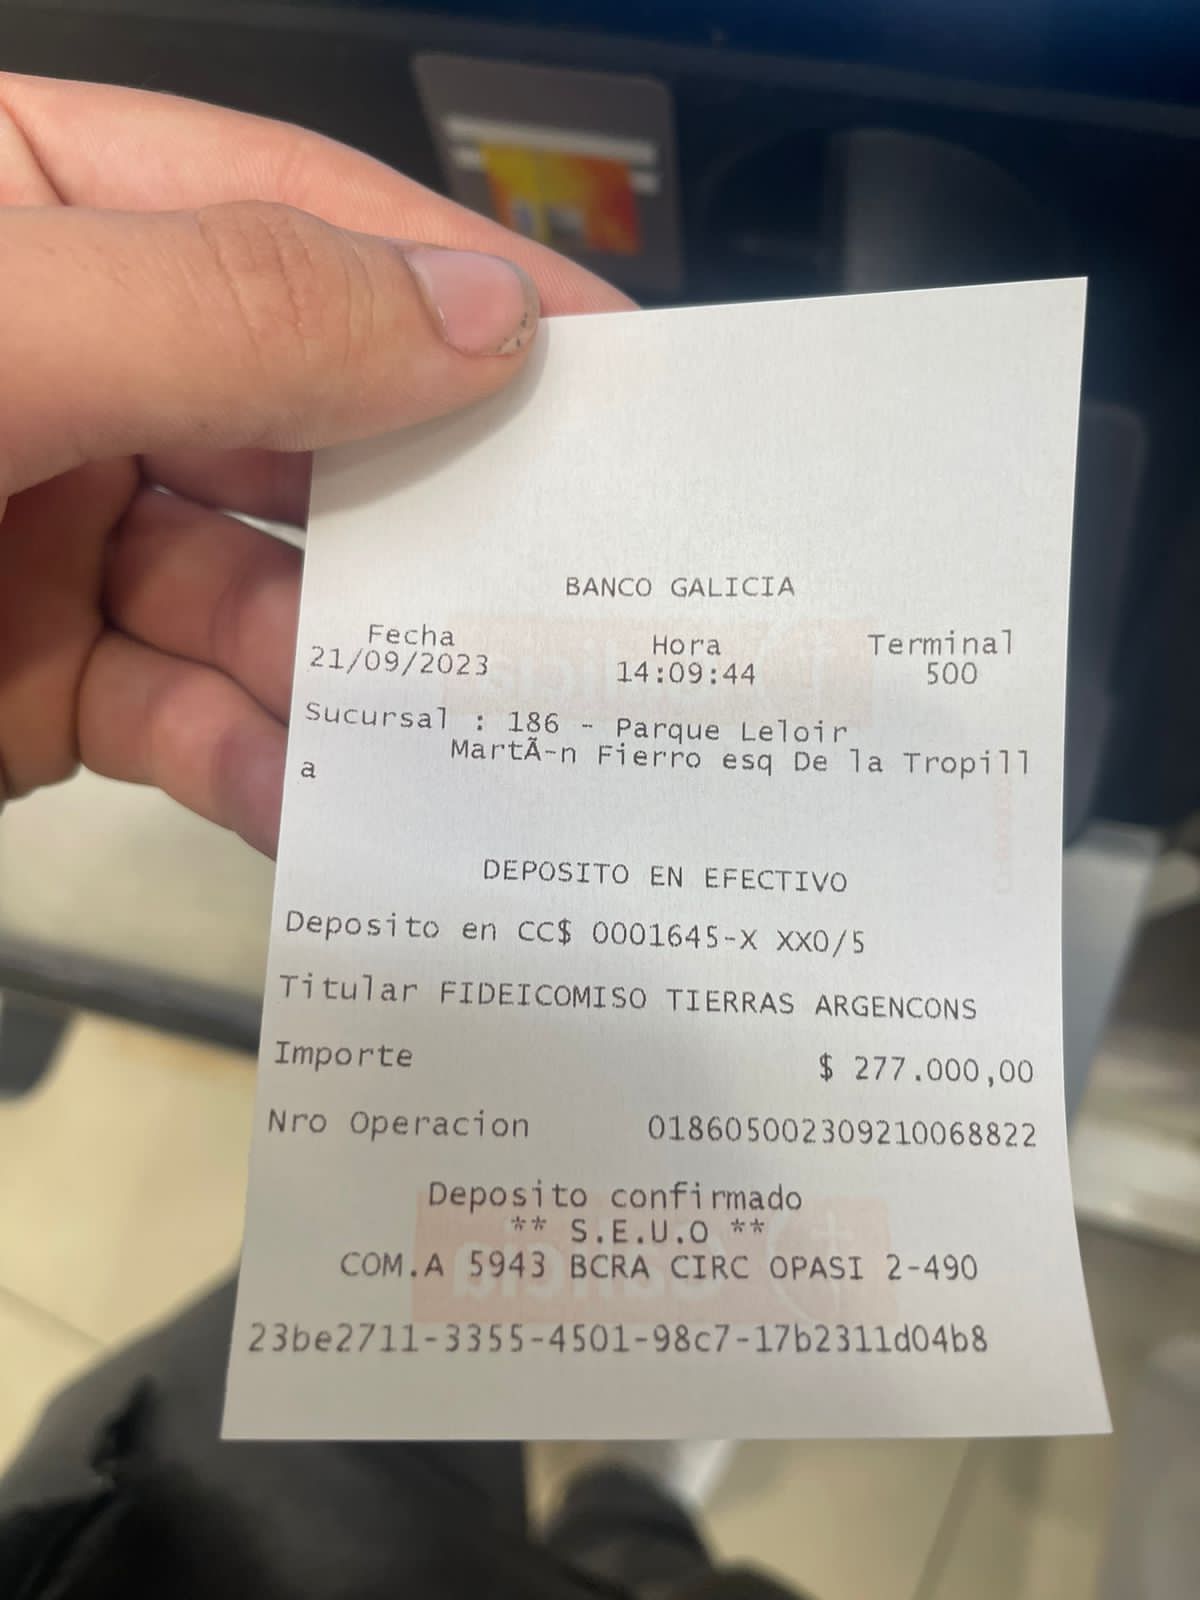 BANCO GALICIA
Fecha Hora Terminal
21/09/2023 14:09:44 500
Sucursal : 186 - Parque Leloir
MartÃ-n Fierro esq De la Tropill
a
DEPOSITO EN EFECTIVO
Deposito en CC$ 0001645-X XX0/5
Titular FIDEICOMISO TIERRAS ARGENCONS
Importe $ 277.000,00
Nro Operacion 018605002309210068822
Deposito confirmado
** S.E.U.O **
COM.A 5943 BCRA CIRC OPASI 2-490
23be2711-3355-4501-98c7-17b2311d04b8